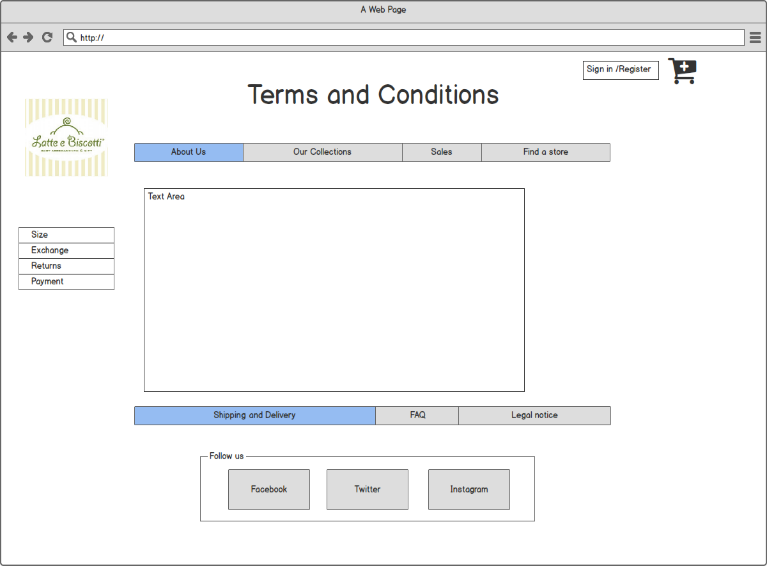 A Web Page
http://
Sign in /Register
Terms and Conditions
Latte e Biscotti
About Us
Our Collections
Sales
Find a store
Text Area
Size
Exchange
Returns
Payment
Shipping and Delivery
FAQ
Legal notice
Follow us
Facebook
Twitter
Instagram